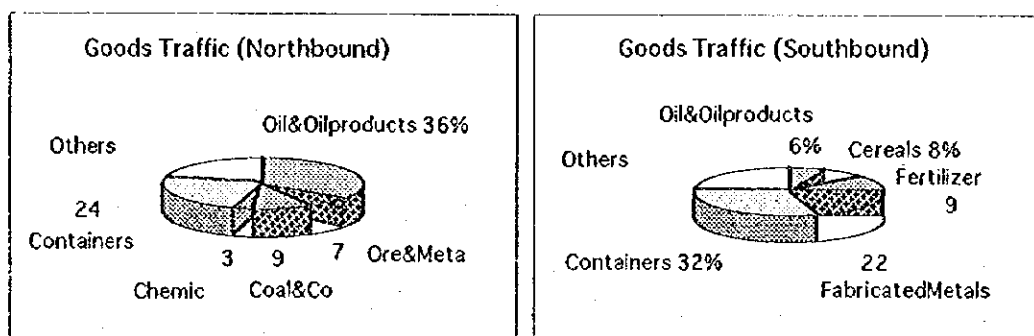 Goods Traffic (Northbound)
Oil&Oilproducts 36%
Others
24
Containers
3
9
7
Ore&Meta
Chemic
Coal&Co
Goods Traffic (Southbound)
Oil&Oilproducts
6%
Cereals 8%
Others
Fertilizer
9
Containers 32%
22
FabricatedMetals